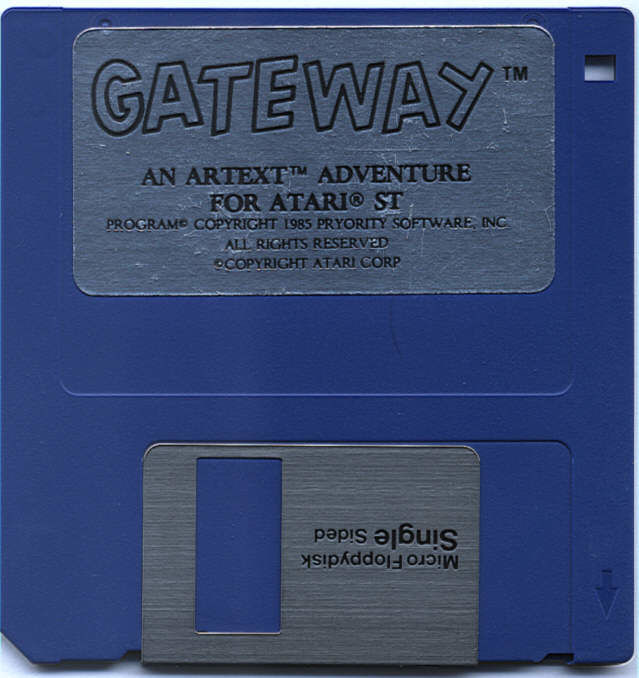 GATEWAY™
AN ARTEXT™ ADVENTURE
FOR ATARI® ST
PROGRAM© COPYRIGHT 1985 PRYORITY SOFTWARE, INC.
ALL RIGHTS RESERVED
©COPYRIGHT ATARI CORP
Micro Floppydisk
Single Sided